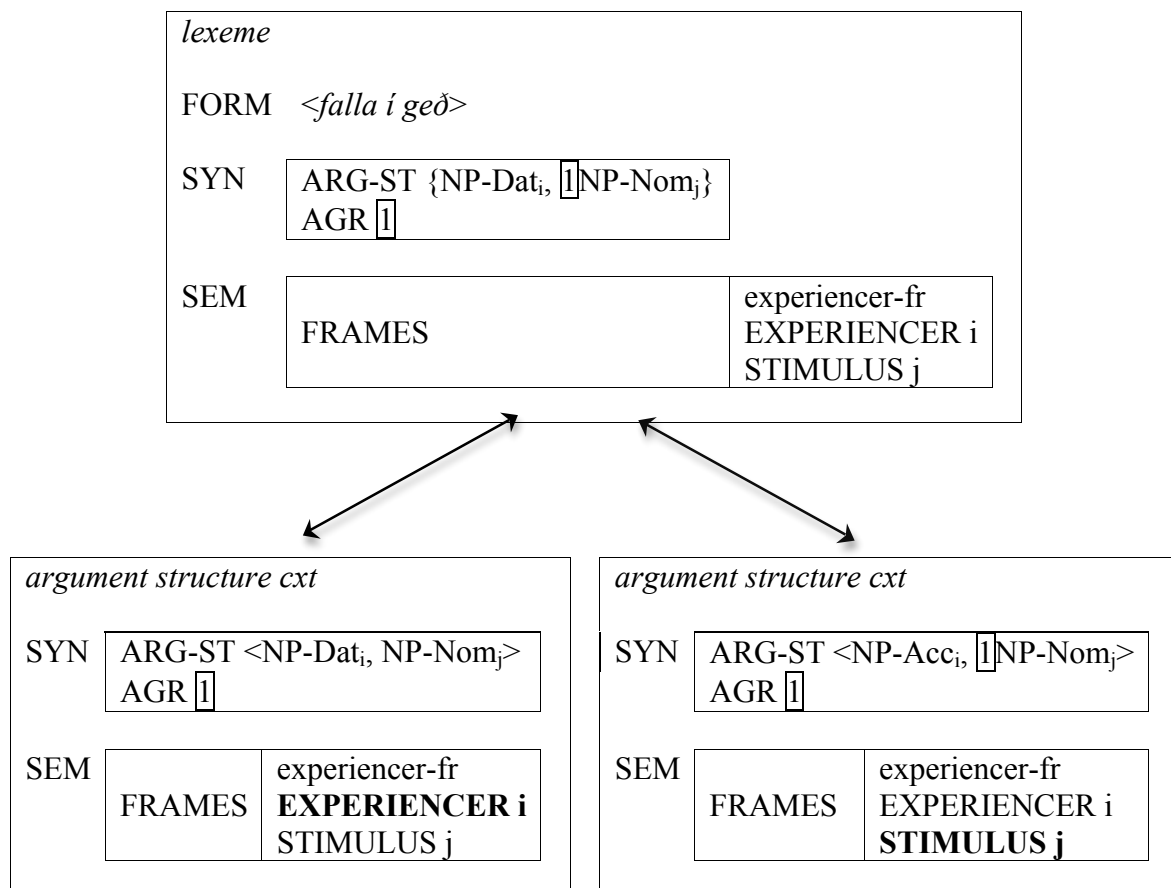 lexeme
FORM <falla í geð>
SYN ARG-ST {NP-Datᵢ, 1NP-Nomⱼ}
AGR 1
SEM FRAMES experiencer-fr
EXPERIENCER i
STIMULUS j
argument structure cxt
SYN ARG-ST <NP-Datᵢ, NP-Nomⱼ>
AGR 1
SEM FRAMES experiencer-fr
EXPERIENCER i
STIMULUS j
argument structure cxt
SYN ARG-ST <NP-Accᵢ, 1NP-Nomⱼ>
AGR 1
SEM FRAMES experiencer-fr
EXPERIENCER i
STIMULUS j